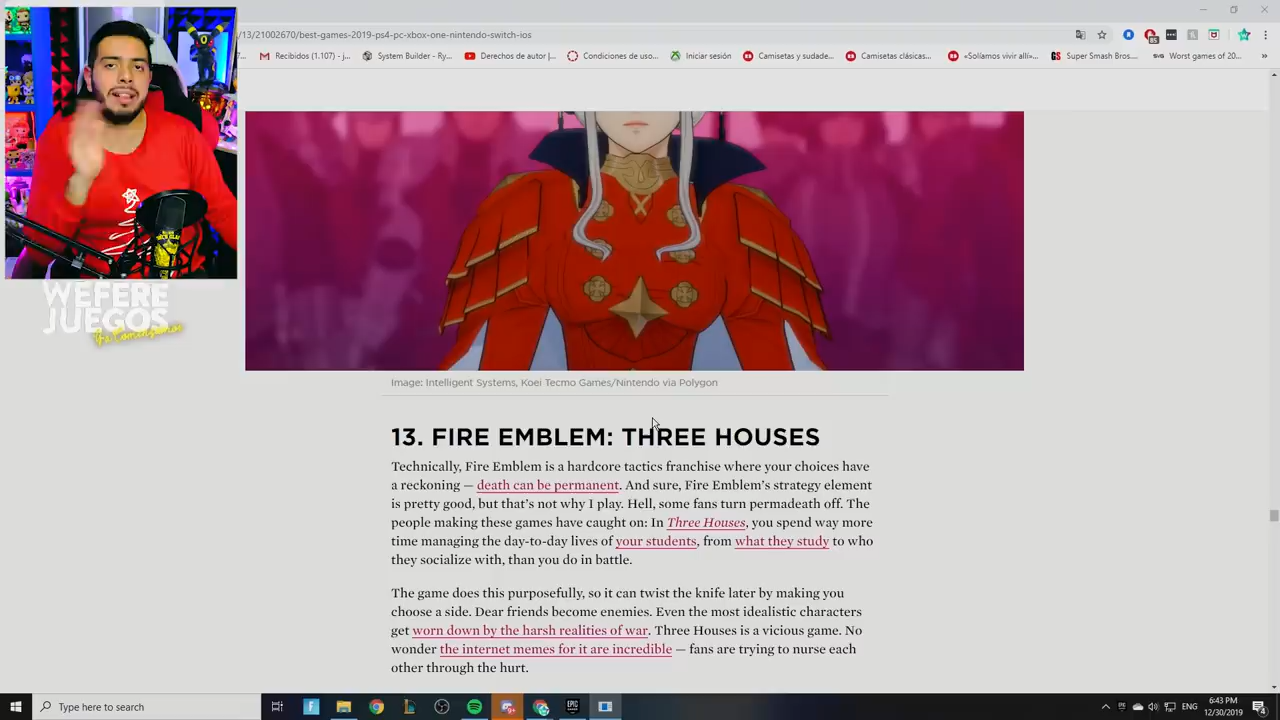 /13/21002670/best-games-2019-ps4-pc-xbox-one-nintendo-switch-ios
Recibidos (1.107) - j...
System Builder - Ry...
Derechos de autor |...
Condiciones de uso...
Iniciar sesión
Camisetas y sudade...
Camisetas clásicas...
«Solíamos vivir allí»...
Super Smash Bros....
Worst games of 20...
WEFERE
JUEGOS
Ya Comenzamos
Image: Intelligent Systems, Koei Tecmo Games/Nintendo via Polygon
13. FIRE EMBLEM: THREE HOUSES
Technically, Fire Emblem is a hardcore tactics franchise where your choices have
a reckoning — death can be permanent. And sure, Fire Emblem's strategy element
is pretty good, but that's not why I play. Hell, some fans turn permadeath off. The
people making these games have caught on: In Three Houses, you spend way more
time managing the day-to-day lives of your students, from what they study to who
they socialize with, than you do in battle.
The game does this purposefully, so it can twist the knife later by making you
choose a side. Dear friends become enemies. Even the most idealistic characters
get worn down by the harsh realities of war. Three Houses is a vicious game. No
wonder the internet memes for it are incredible — fans are trying to nurse each
other through the hurt.
Type here to search
ENG
6:43 PM
12/30/2019